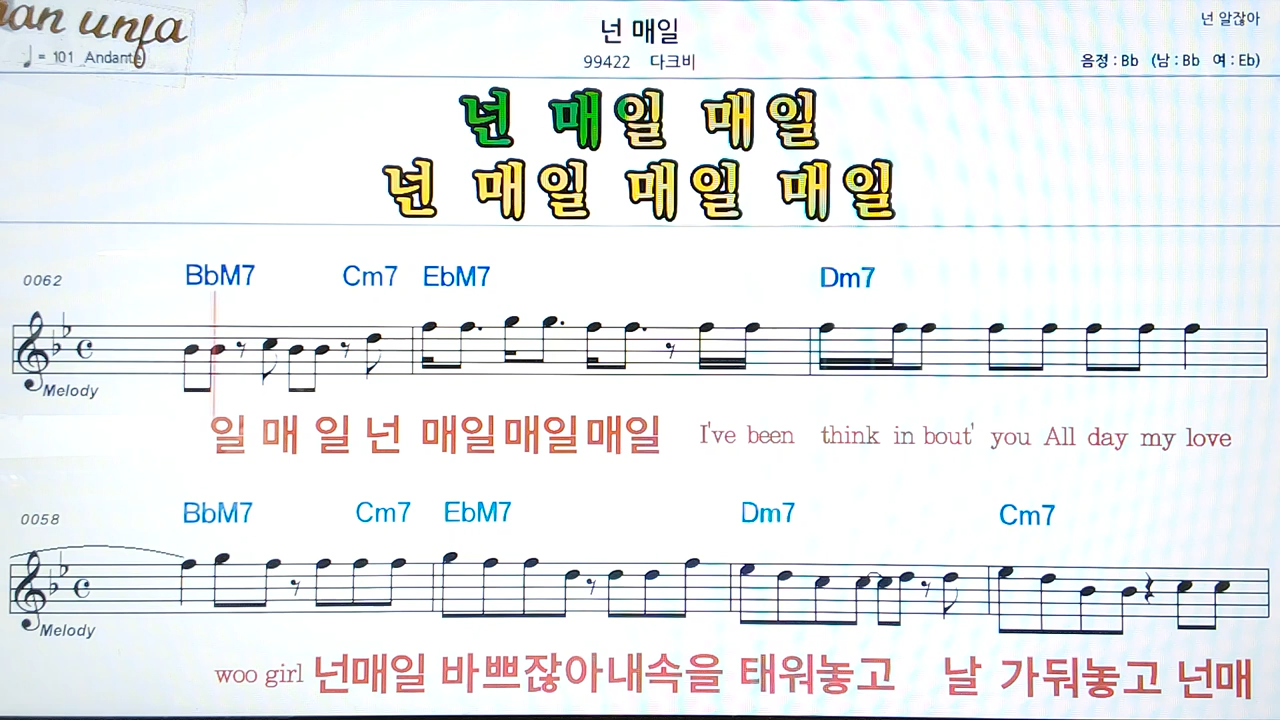 넌 매일
넌 알잖아
♩ = 101 Andante
99422 다크비
음정 : Bb (남 : Bb 여 : Eb)
넌 매일 매일
넌 매일 매일 매일
0062 BbM7 Cm7 EbM7 Dm7
Melody
일 매 일 넌 매일매일매일 I've been think in bout' you All day my love
0058 BbM7 Cm7 EbM7 Dm7 Cm7
Melody
woo girl 넌매일 바쁘잖아내속을 태워놓고 날 가둬놓고 넌매